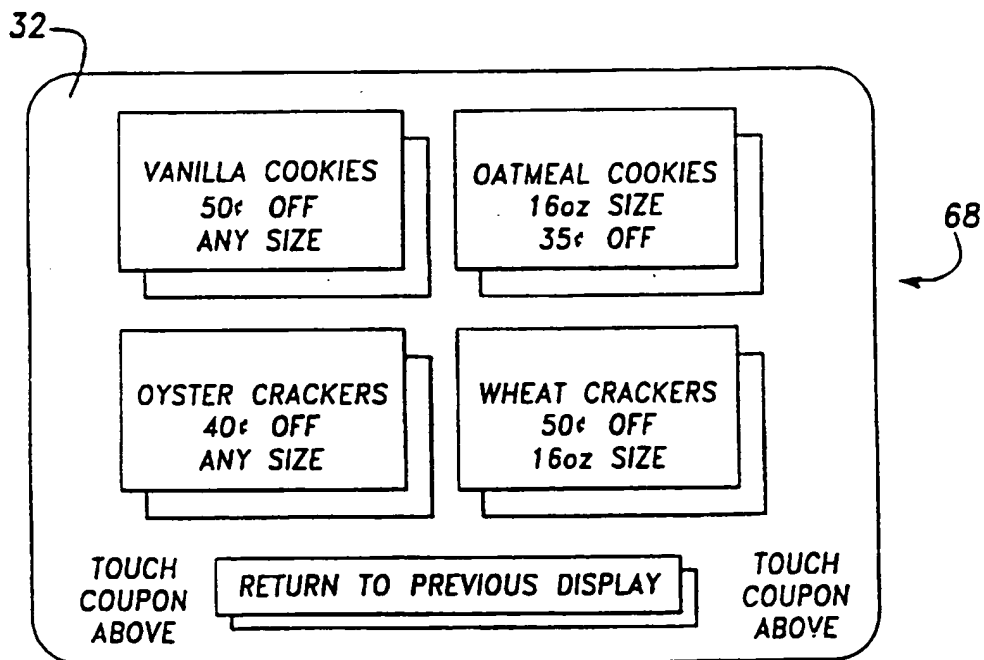 32
VANILLA COOKIES
50¢ OFF
ANY SIZE
OATMEAL COOKIES
16oz SIZE
35¢ OFF
68
OYSTER CRACKERS
40¢ OFF
ANY SIZE
WHEAT CRACKERS
50¢ OFF
16oz SIZE
TOUCH
COUPON
ABOVE
RETURN TO PREVIOUS DISPLAY
TOUCH
COUPON
ABOVE